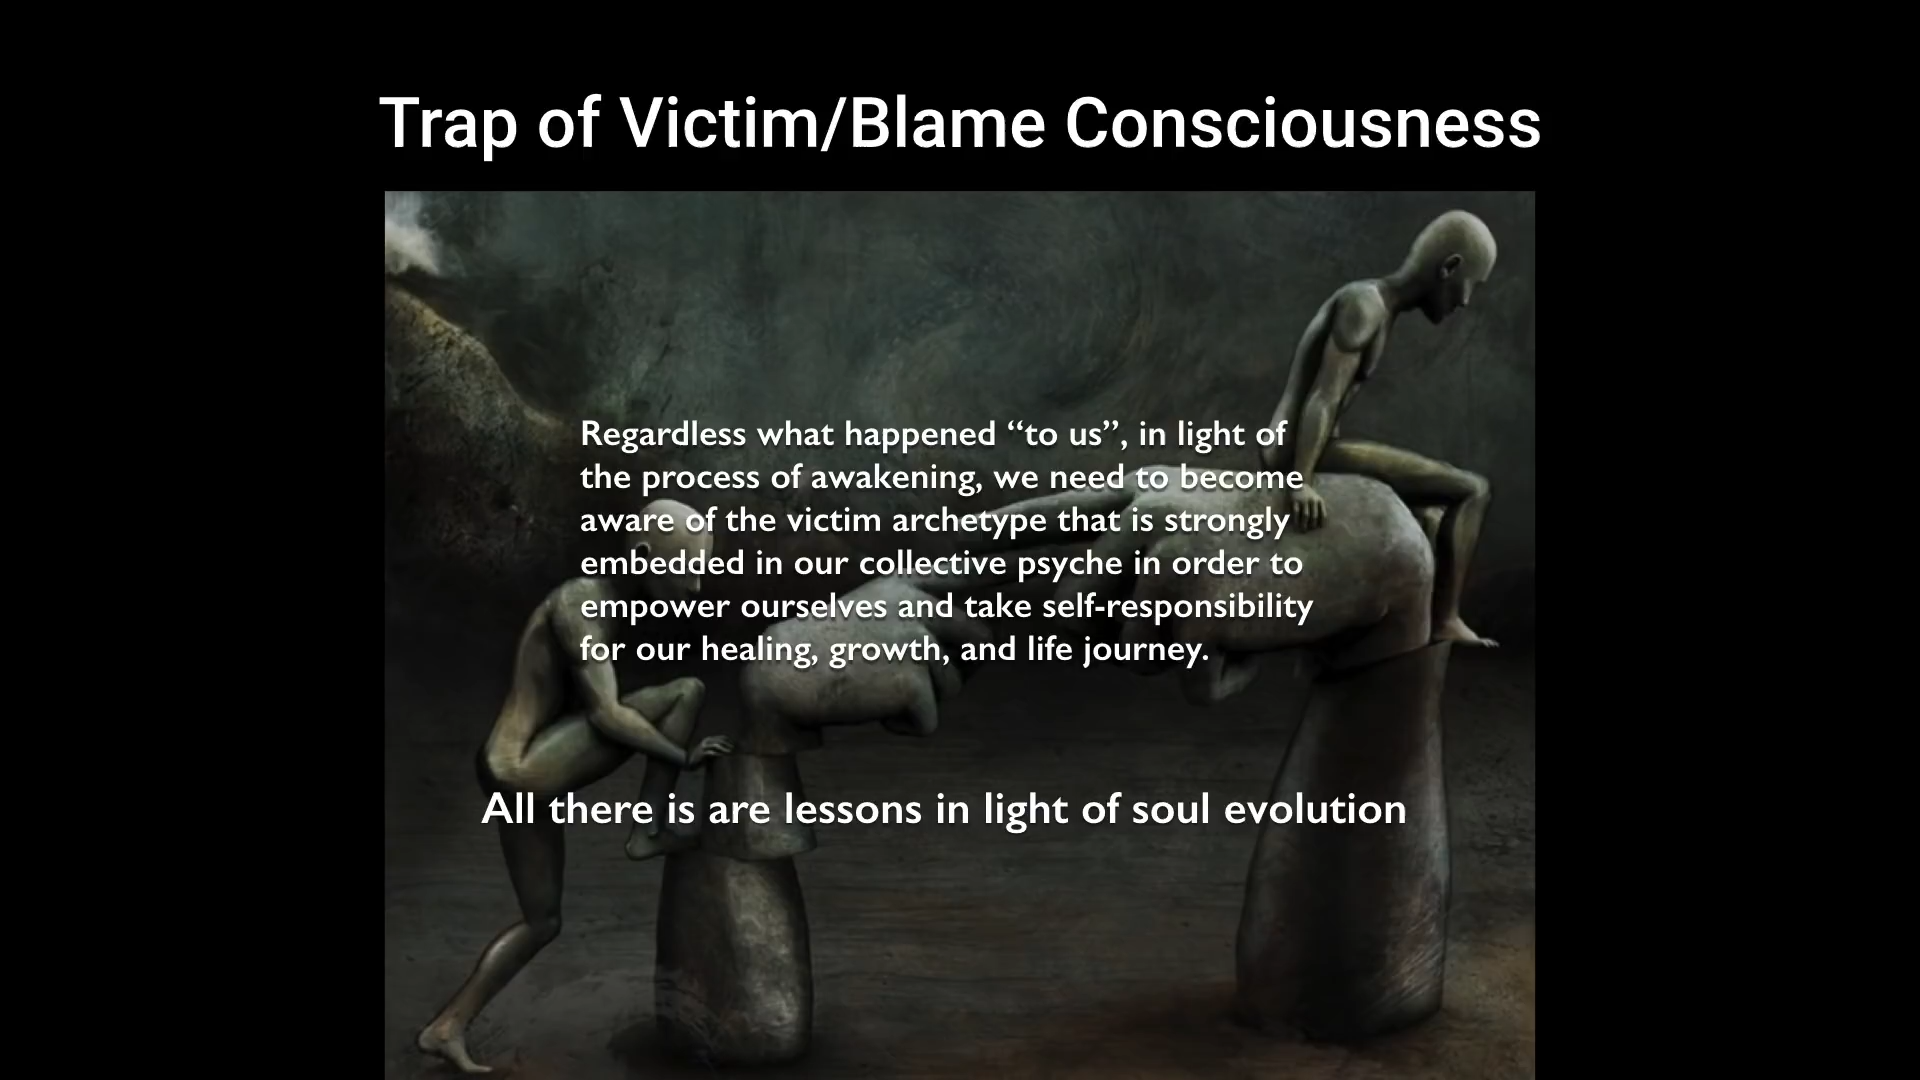 Trap of Victim/Blame Consciousness
Regardless what happened “to us”, in light of
the process of awakening, we need to become
aware of the victim archetype that is strongly
embedded in our collective psyche in order to
empower ourselves and take self-responsibility
for our healing, growth, and life journey.
All there is are lessons in light of soul evolution